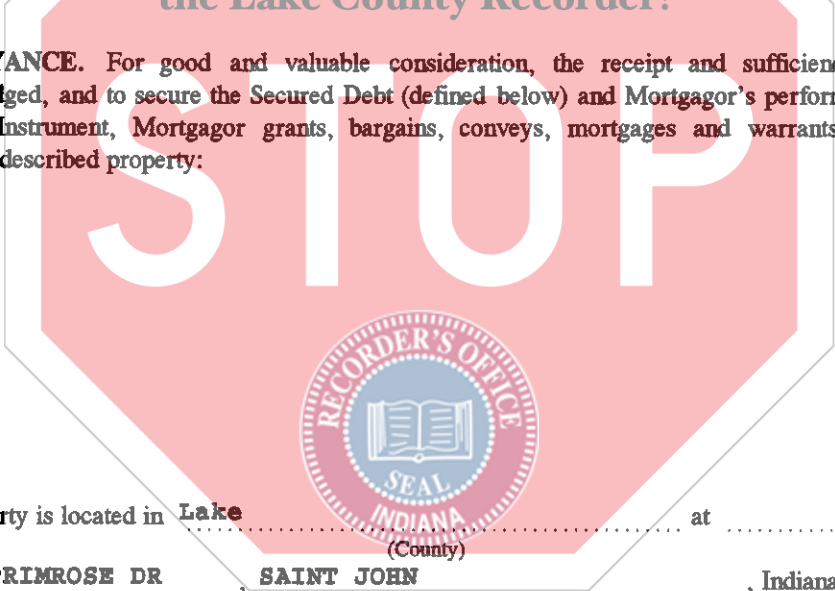 the Lake County Recorder!
ANCE. For good and valuable consideration, the receipt and sufficien
ged, and to secure the Secured Debt (defined below) and Mortgagor's perfor
Instrument, Mortgagor grants, bargains, conveys, mortgages and warrants
described property:
STOP
RECORDER'S OFFICE
SEAL
INDIANA
rty is located in Lake at
(County)
RIMROSE DR , SAINT JOHN , Indiana